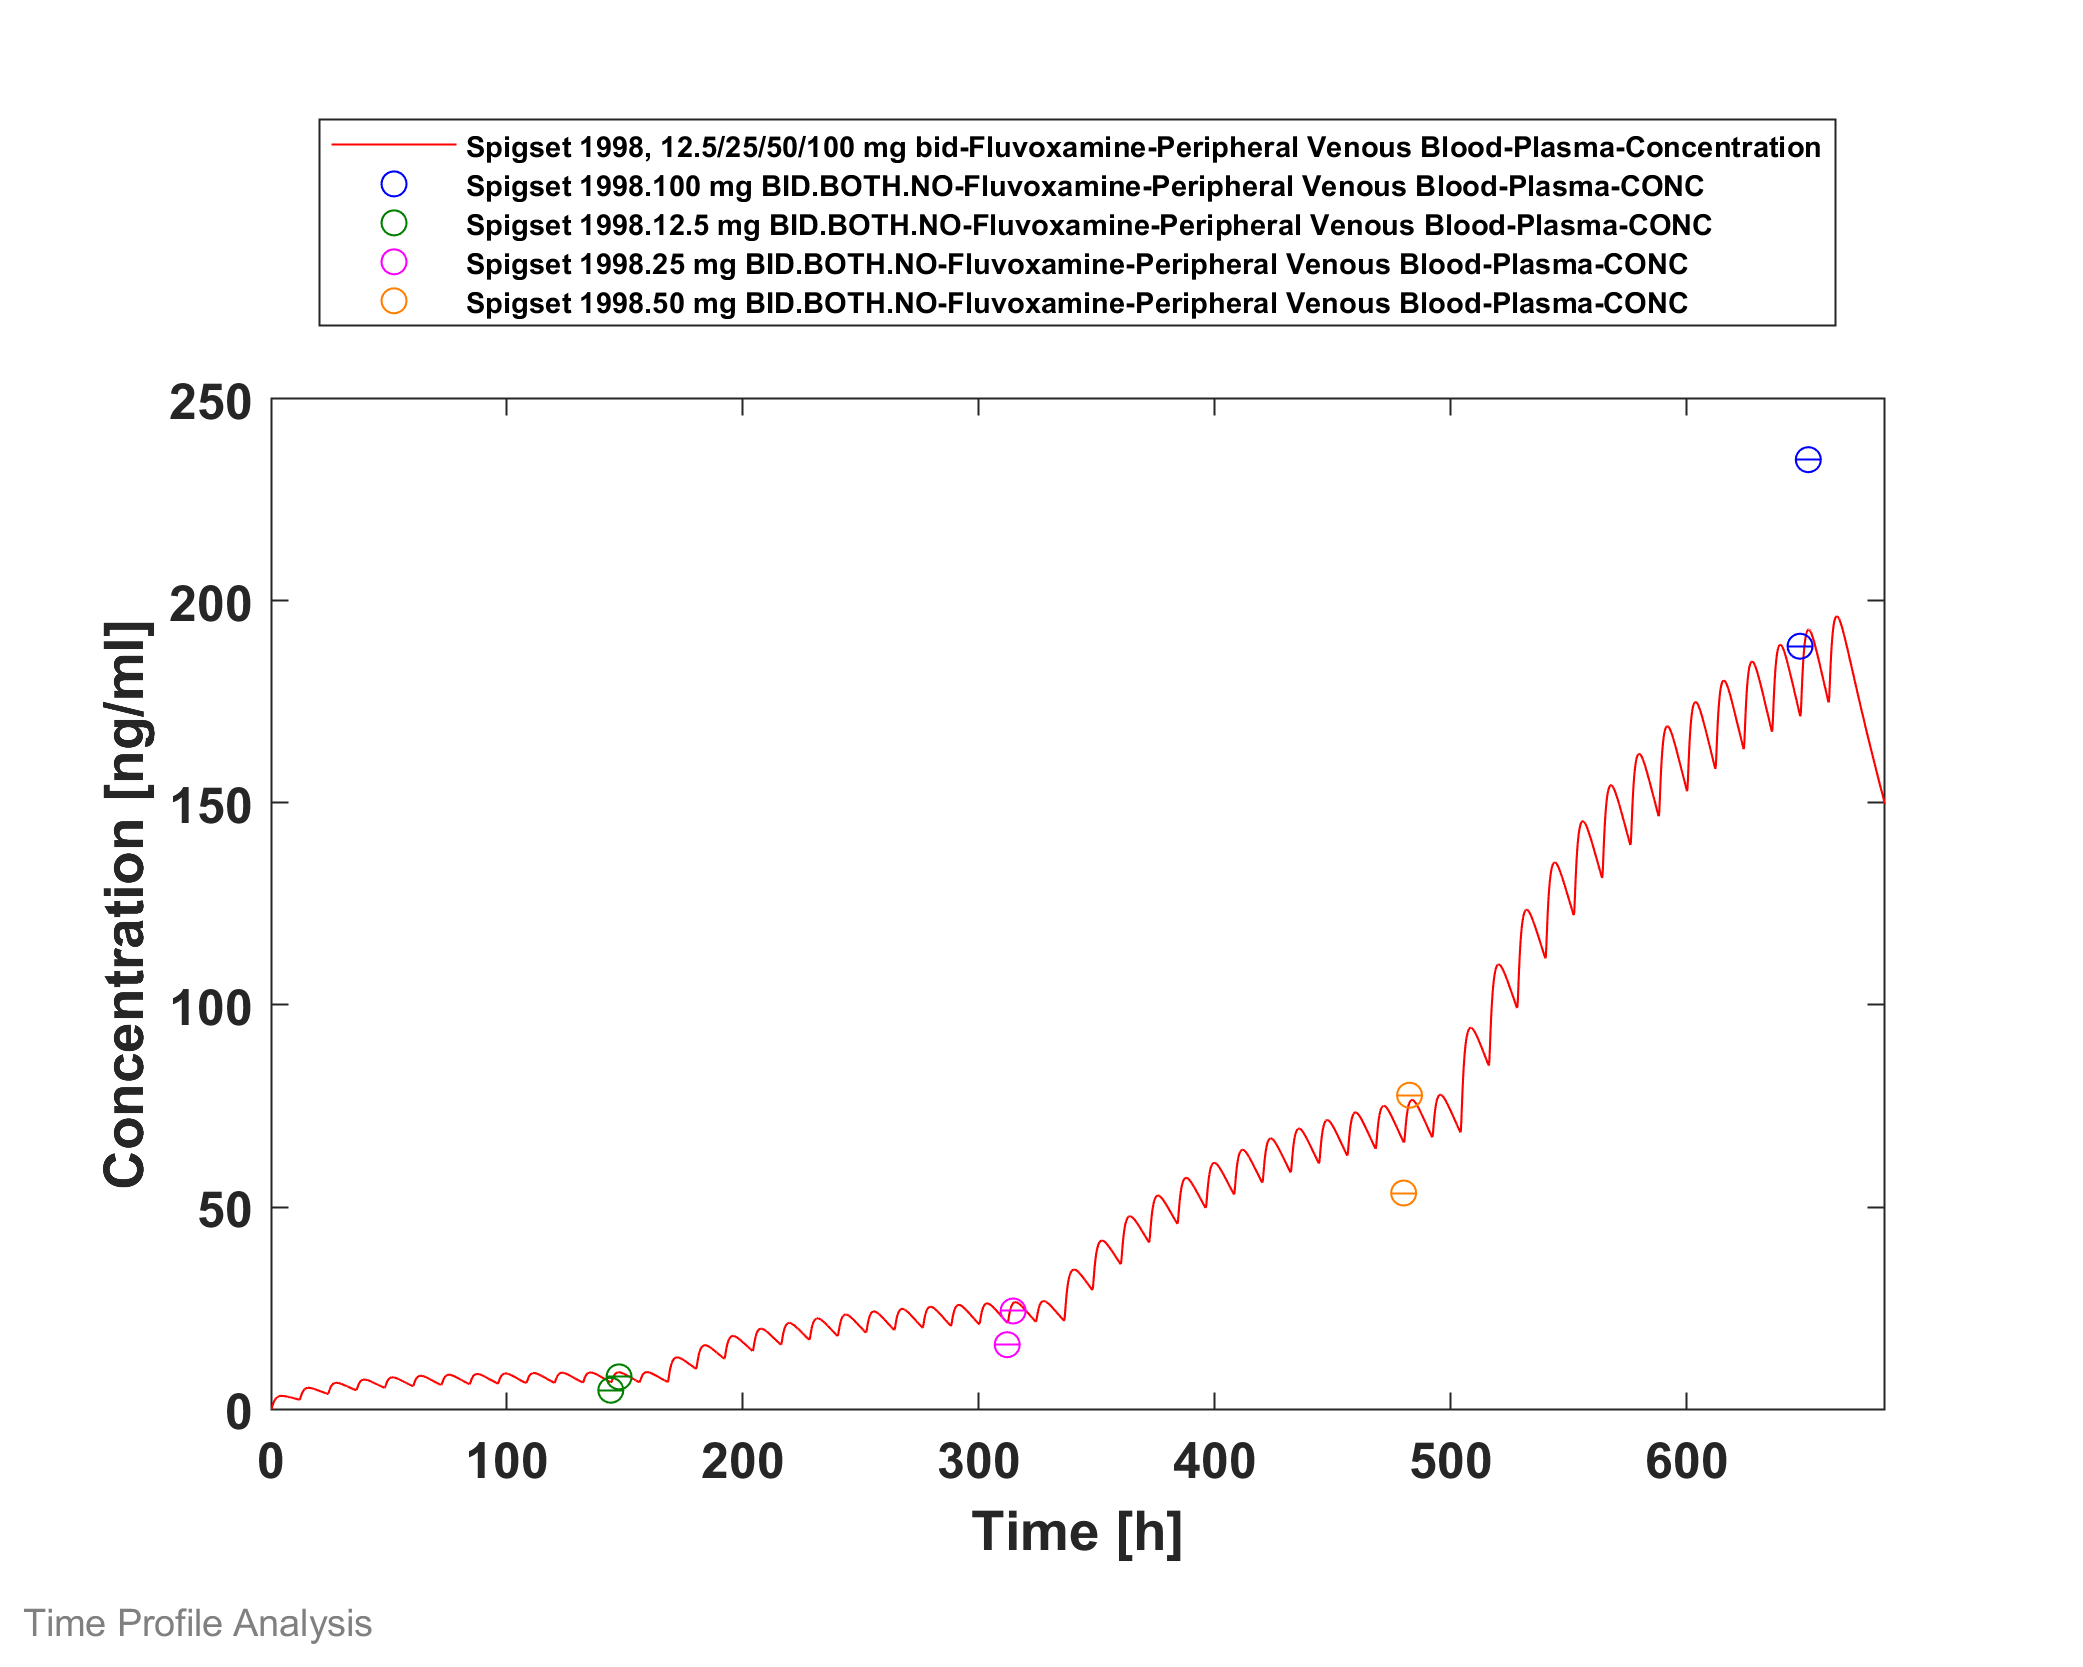 Spigset 1998, 12.5/25/50/100 mg bid-Fluvoxamine-Peripheral Venous Blood-Plasma-Concentration
Spigset 1998.100 mg BID.BOTH.NO-Fluvoxamine-Peripheral Venous Blood-Plasma-CONC
Spigset 1998.12.5 mg BID.BOTH.NO-Fluvoxamine-Peripheral Venous Blood-Plasma-CONC
Spigset 1998.25 mg BID.BOTH.NO-Fluvoxamine-Peripheral Venous Blood-Plasma-CONC
Spigset 1998.50 mg BID.BOTH.NO-Fluvoxamine-Peripheral Venous Blood-Plasma-CONC
Concentration [ng/ml]
250
200
150
100
50
0
0 100 200 300 400 500 600
Time [h]
Time Profile Analysis